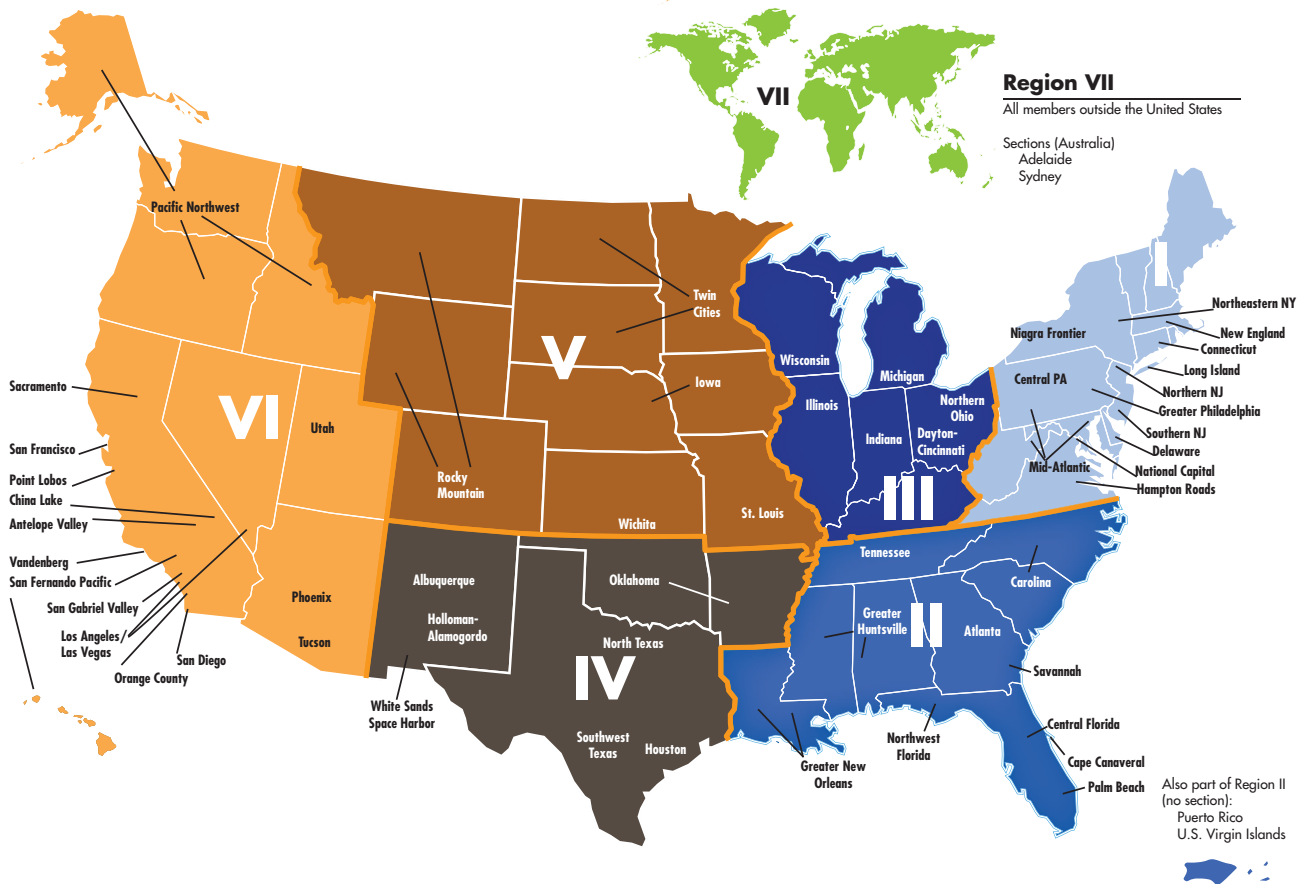 VII
Region VII
All members outside the United States
Sections (Australia)
Adelaide
Sydney
Pacific Northwest
Sacramento
San Francisco
Point Lobos
China Lake
Antelope Valley
Vandenberg
San Fernando Pacific
San Gabriel Valley
Los Angeles
Las Vegas
Orange County
San Diego
VI
Utah
Phoenix
Tucson
V
Twin
Cities
Iowa
Rocky
Mountain
Wichita
St. Louis
Wisconsin
Michigan
Illinois
Indiana
Northern
Ohio
Dayton-
Cincinnati
III
I
Northeastern NY
Niagra Frontier
New England
Connecticut
Long Island
Central PA
Northern NJ
Greater Philadelphia
Southern NJ
Delaware
Mid-Atlantic
National Capital
Hampton Roads
Albuquerque
Holloman-
Alamogordo
White Sands
Space Harbor
Oklahoma
North Texas
IV
Southwest
Texas
Houston
Tennessee
Carolina
Greater
Huntsville
II
Atlanta
Savannah
Northwest
Florida
Greater New
Orleans
Central Florida
Cape Canaveral
Palm Beach
Also part of Region II
(no section):
Puerto Rico
U.S. Virgin Islands